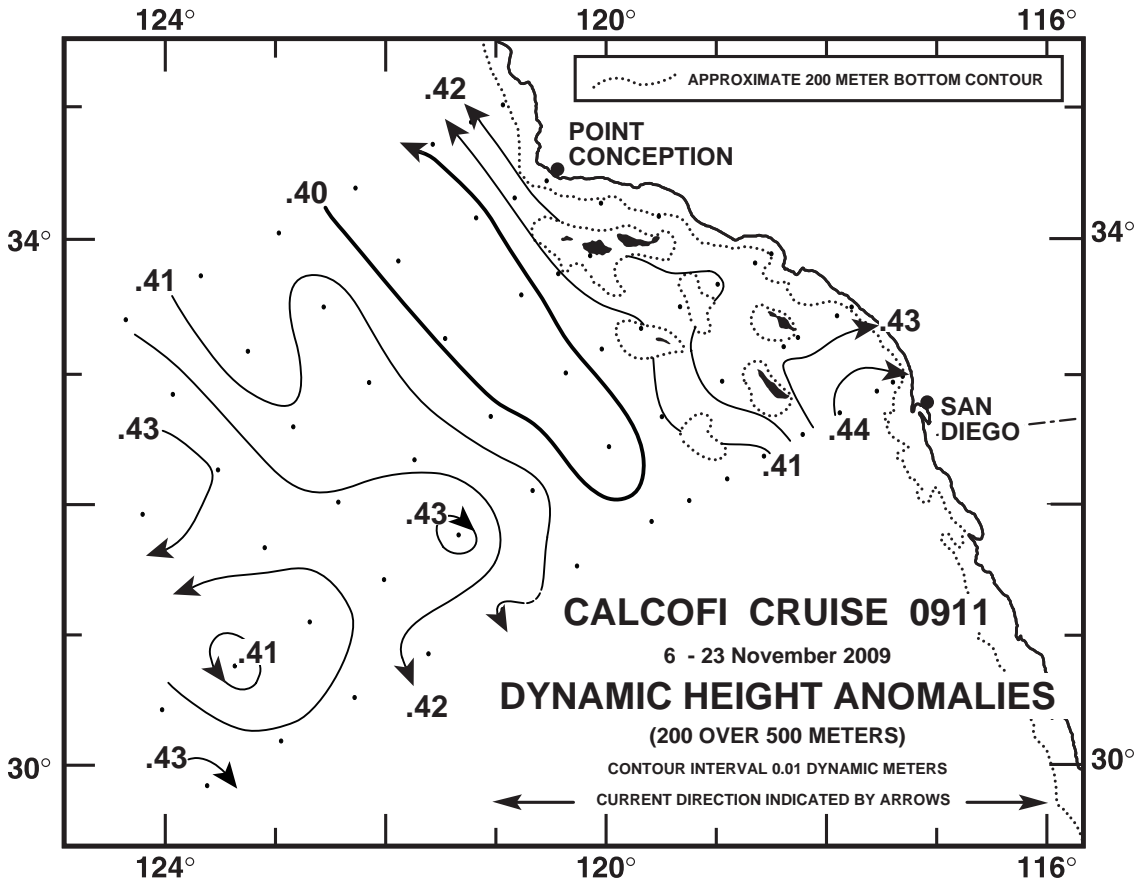 124° 120° 116°
APPROXIMATE 200 METER BOTTOM CONTOUR
.42
POINT
CONCEPTION
.40
34° 34°
.41
.43
SAN
DIEGO
.43
.44
.41
.43
CALCOFI CRUISE 0911
6 - 23 November 2009
.41
DYNAMIC HEIGHT ANOMALIES
.42
(200 OVER 500 METERS)
.43
30° 30°
CONTOUR INTERVAL 0.01 DYNAMIC METERS
CURRENT DIRECTION INDICATED BY ARROWS
124° 120° 116°